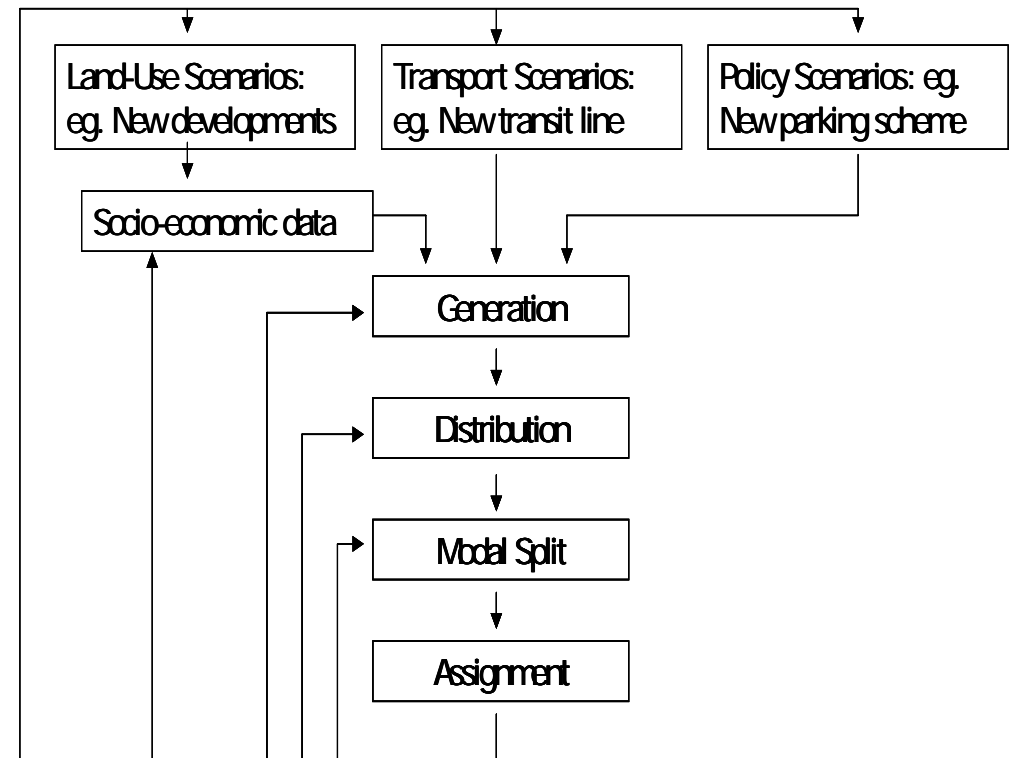 Land-Use Scenarios:
eg. New developments
Transport Scenarios:
eg. New transit line
Policy Scenarios: eg.
New parking scheme
Socio-economic data
Generation
Distribution
Modal Split
Assignment